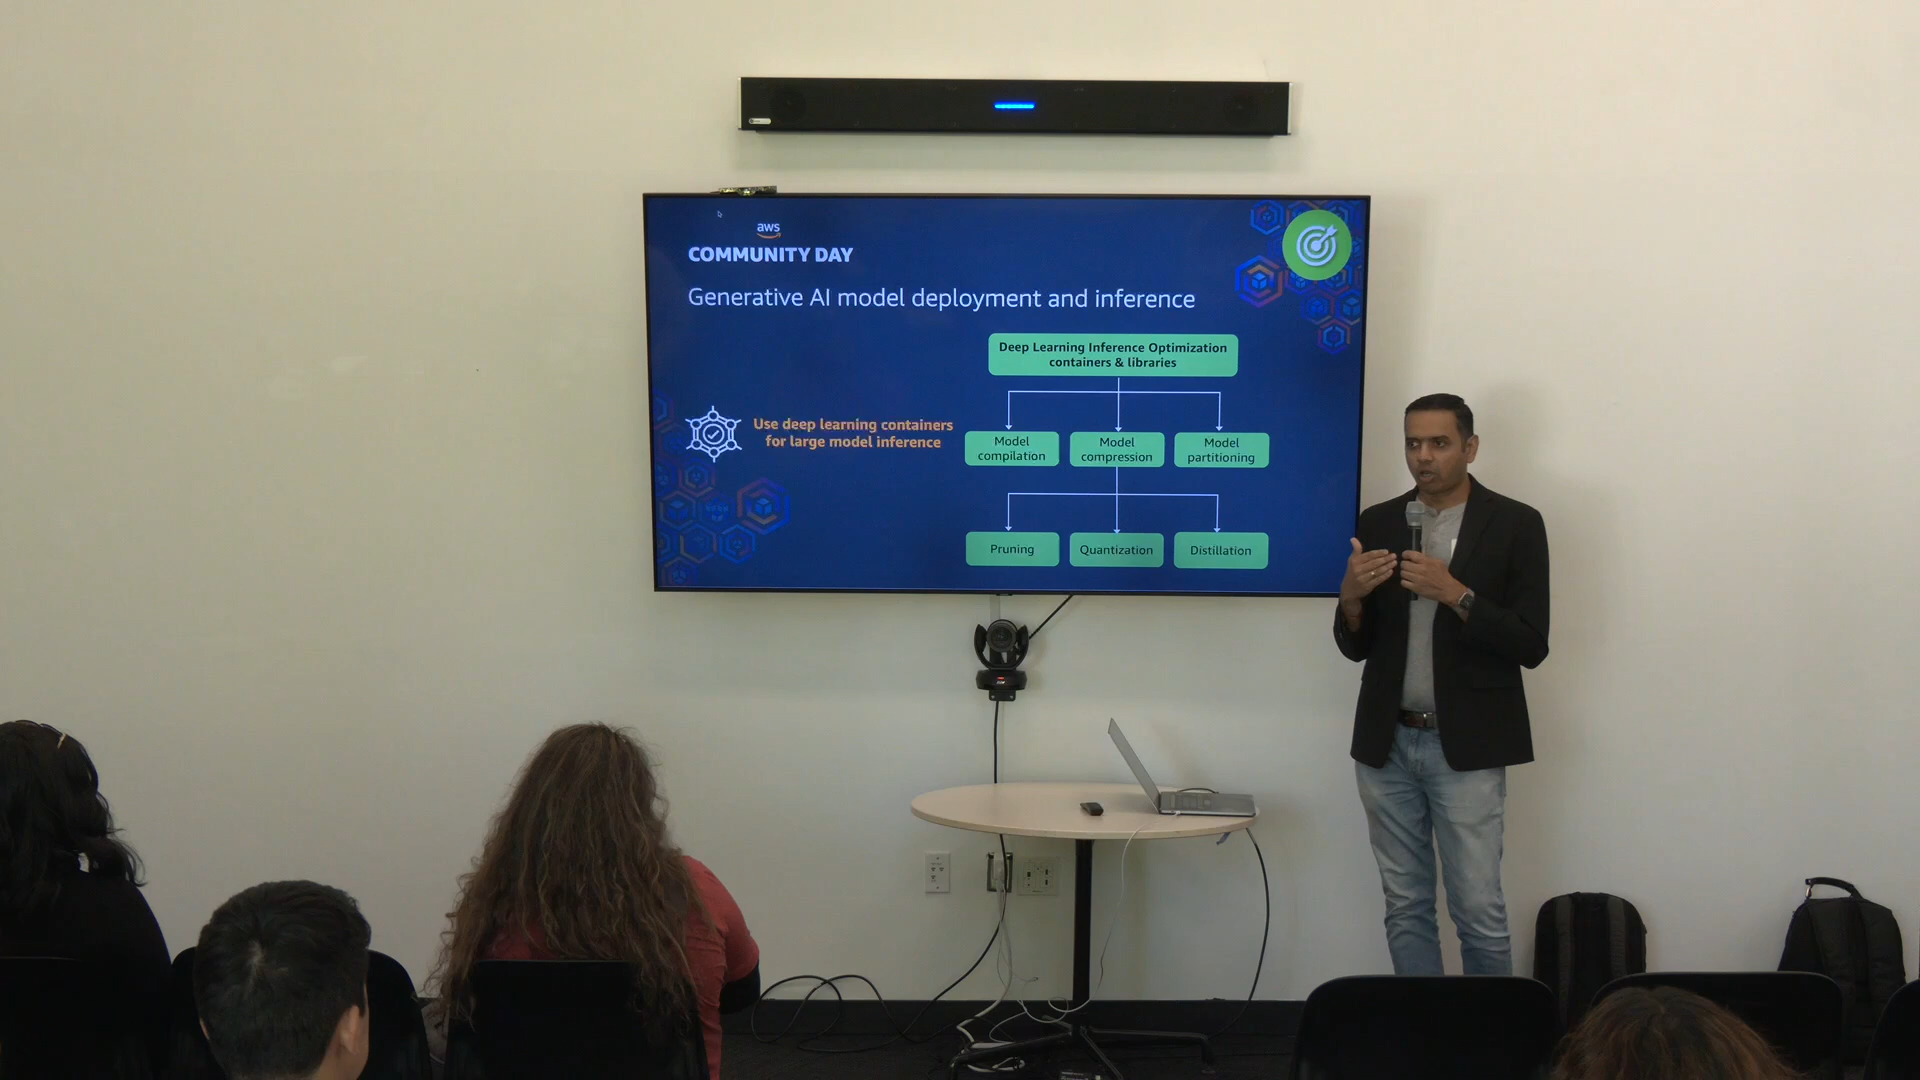 aws
COMMUNITY DAY
Generative AI model deployment and inference
Deep Learning Inference Optimization
containers & libraries
Use deep learning containers
for large model inference
Model
compilation
Model
compression
Model
partitioning
Pruning
Quantization
Distillation